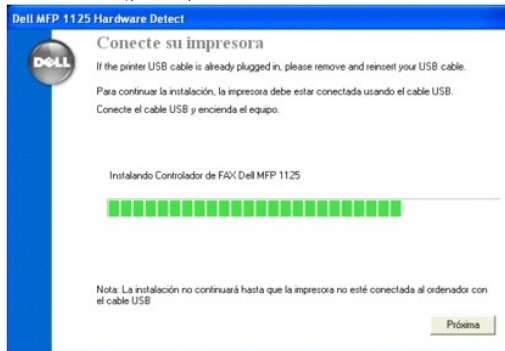 Dell MFP 1125 Hardware Detect
DELL
Conecte su impresora
If the printer USB cable is already plugged in, please remove and reinsert your USB cable.
Para continuar la instalación, la impresora debe estar conectada usando el cable USB.
Conecte el cable USB y encienda el equipo.
Instalando Controlador de FAX Dell MFP 1125
Nota: La instalación no continuará hasta que la impresora no esté conectada al ordenador con
el cable USB
Próxima